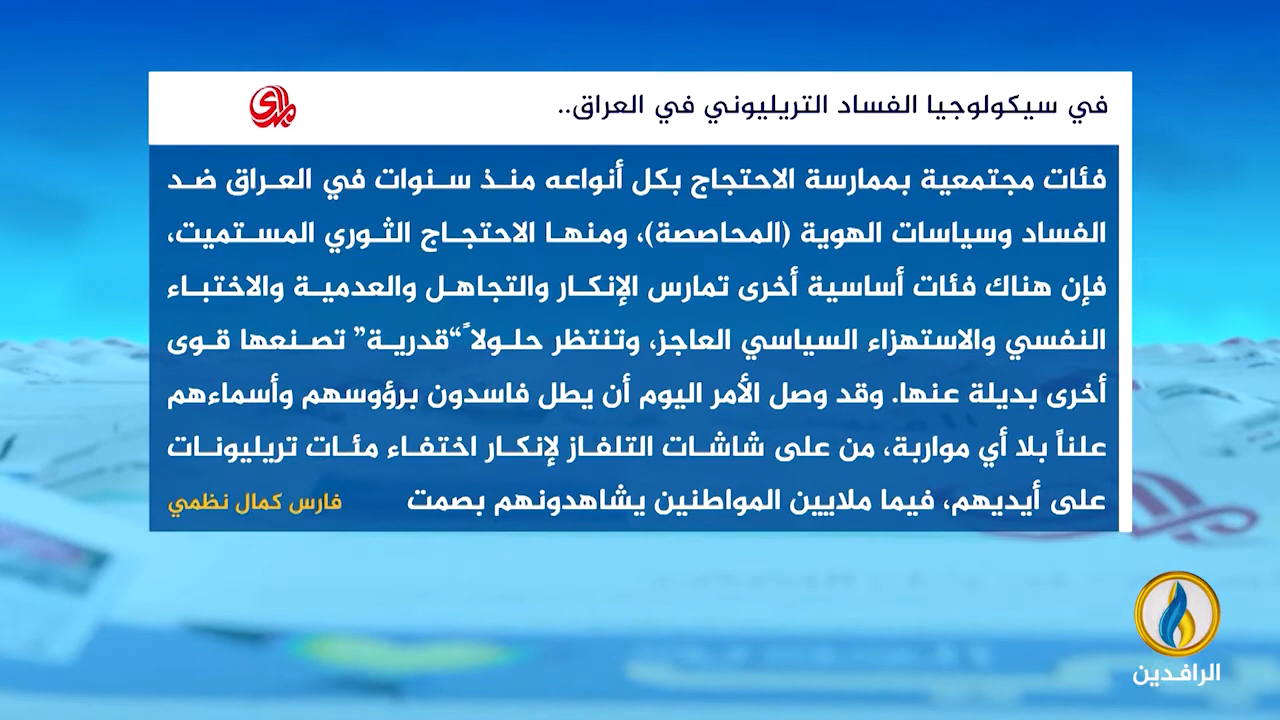 في سيكولوجيا الفساد التريليوني في العراق..
المدى
فئات مجتمعية بممارسة الاحتجاج بكل أنواعه منذ سنوات في العراق ضد
الفساد وسياسات الهوية (المحاصصة)، ومنها الاحتجاج الثوري المستميت،
فإن هناك فئات أساسية أخرى تمارس الإنكار والتجاهل والعدمية والاختباء
النفسي والاستهزاء السياسي العاجز، وتنتظر حلولاً “قدرية” تصنعها قوى
أخرى بديلة عنها. وقد وصل الأمر اليوم أن يطل فاسدون برؤوسهم وأسماءهم
علناً بلا أي مواربة، من على شاشات التلفاز لإنكار اختفاء مئات تريليونات
على أيديهم، فيما ملايين المواطنين يشاهدونهم بصمت
فارس كمال نظمي
الرافدين